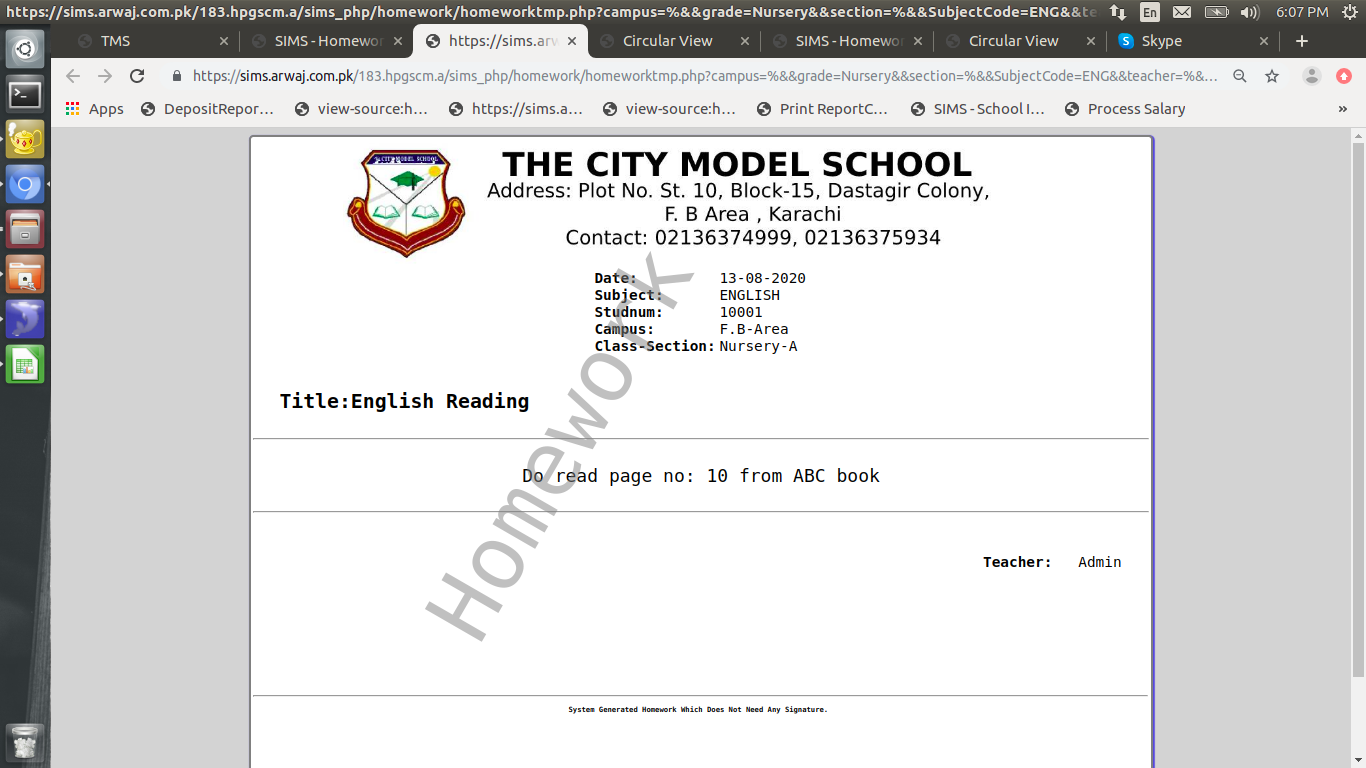 https://sims.arwaj.com.pk/183.hpgscm.a/sims_php/homework/homeworktmp.php?campus=%&&grade=Nursery&&section=%&&SubjectCode=ENG&&te
En
6:07 PM
TMS
SIMS - Homewor
https://sims.arw
Circular View
SIMS - Homewor
Circular View
Skype
https://sims.arwaj.com.pk/183.hpgscm.a/sims_php/homework/homeworktmp.php?campus=%&&grade=Nursery&&section=%&&SubjectCode=ENG&&teacher=%&...
Apps
DepositRepor...
view-source:h...
https://sims.a...
view-source:h...
Print ReportC...
SIMS - School I...
Process Salary
»
CITY MODEL SCHOOL
THE CITY MODEL SCHOOL
Address: Plot No. St. 10, Block-15, Dastagir Colony,
F. B Area , Karachi
Contact: 02136374999, 02136375934
Date: 13-08-2020
Subject: ENGLISH
Studnum: 10001
Campus: F.B-Area
Class-Section: Nursery-A
Title:English Reading
Do read page no: 10 from ABC book
Homework
Teacher: Admin
System Generated Homework Which Does Not Need Any Signature.